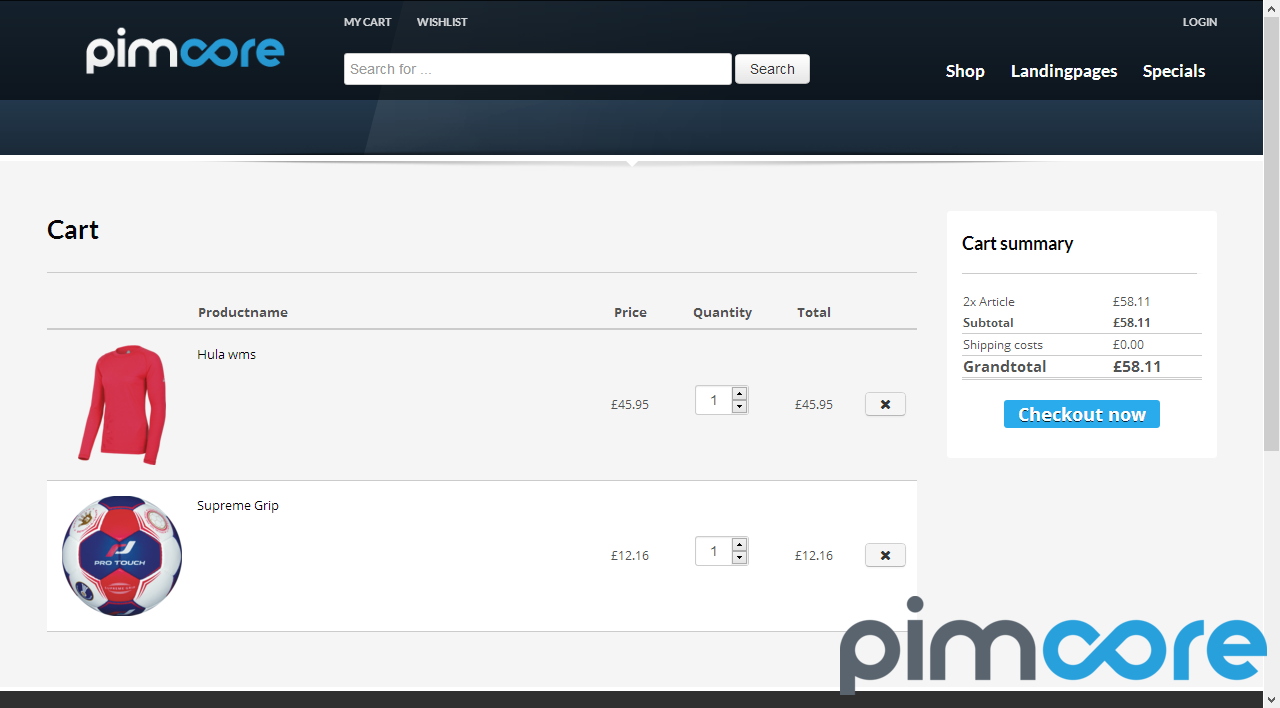 MY CART WISHLIST LOGIN
pimcore
Search for ... Search
Shop Landingpages Specials
Cart
Productname Price Quantity Total
Hula wms
£45.95 1 £45.95
Supreme Grip
PRO TOUCH
SUPREME GRIP
£12.16 1 £12.16
Cart summary
2x Article £58.11
Subtotal £58.11
Shipping costs £0.00
Grandtotal £58.11
Checkout now
pimcore